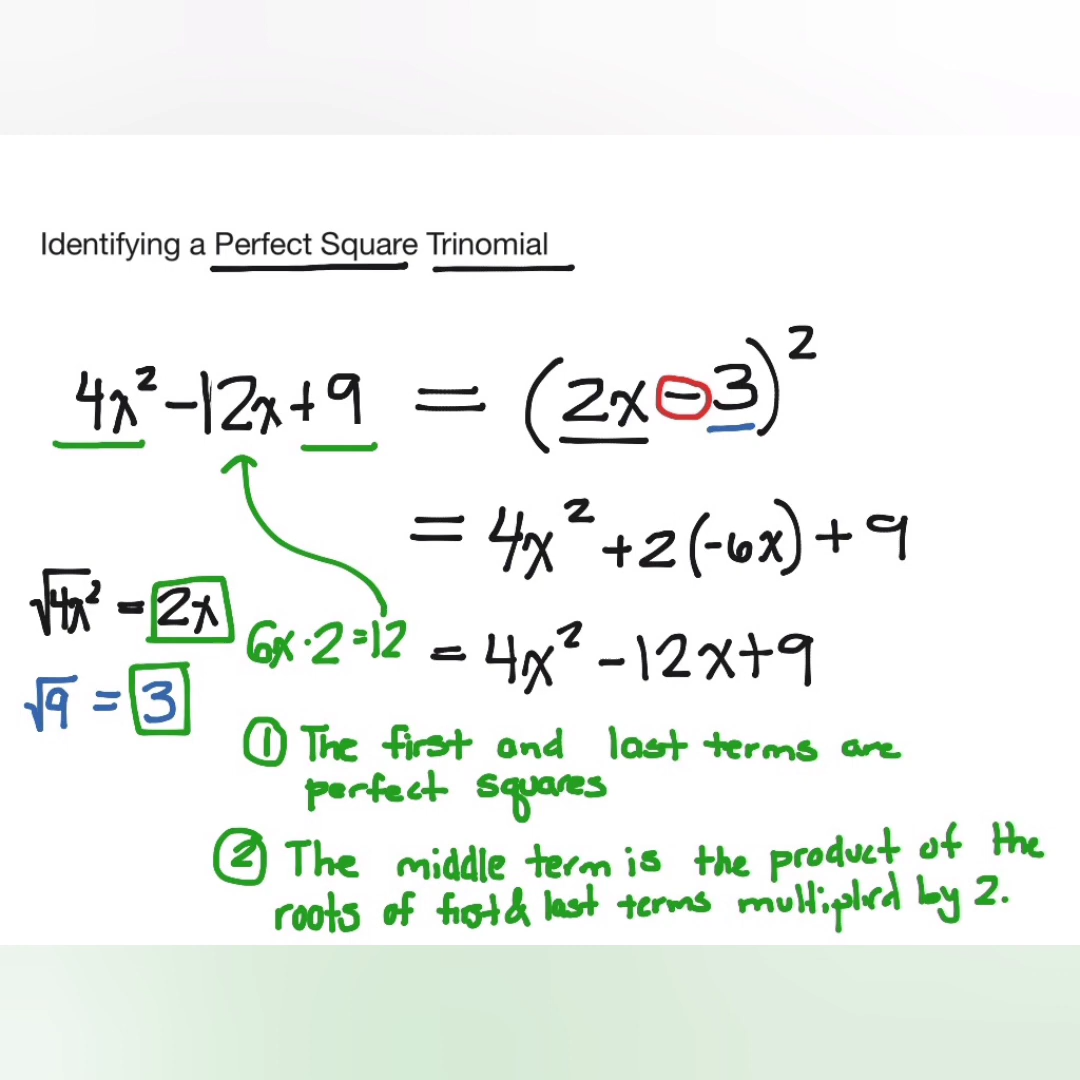 Identifying a Perfect Square Trinomial
4x² - 12x + 9 = (2x - 3)²
= 4x² + 2(-6x) + 9
√4x² = 2x
6x · 2 = 12
= 4x² - 12x + 9
√9 = 3
① The first and last terms are
perfect squares
② The middle term is the product of the
roots of first & last terms multiplied by 2.